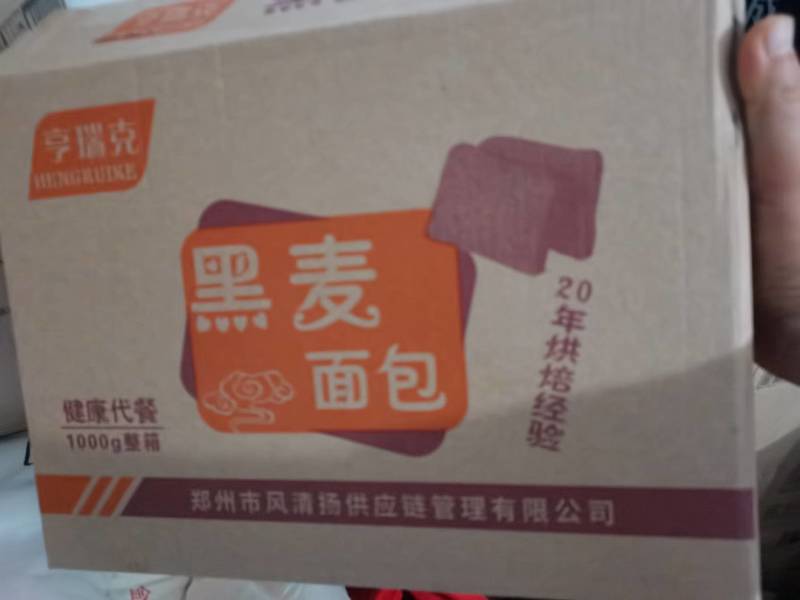 亨瑞克
HENGRUIKE
黑麦
面包
20年烘焙经验
健康代餐
1000g整箱
郑州市风清扬供应链管理有限公司